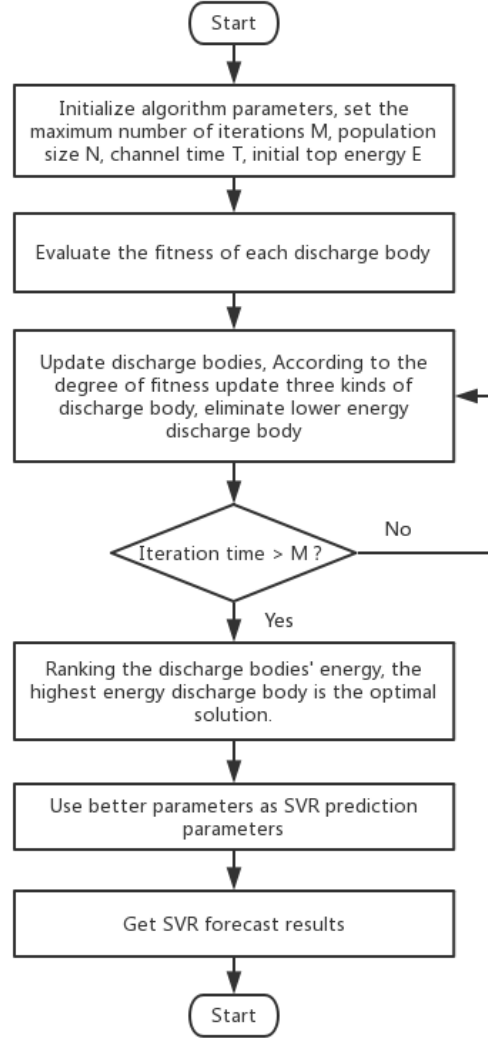 Start
Initialize algorithm parameters, set the
maximum number of iterations M, population
size N, channel time T, initial top energy E
Evaluate the fitness of each discharge body
Update discharge bodies, According to the
degree of fitness update three kinds of
discharge body, eliminate lower energy
discharge body
Iteration time > M ?
No
Yes
Ranking the discharge bodies' energy, the
highest energy discharge body is the optimal
solution.
Use better parameters as SVR prediction
parameters
Get SVR forecast results
Start